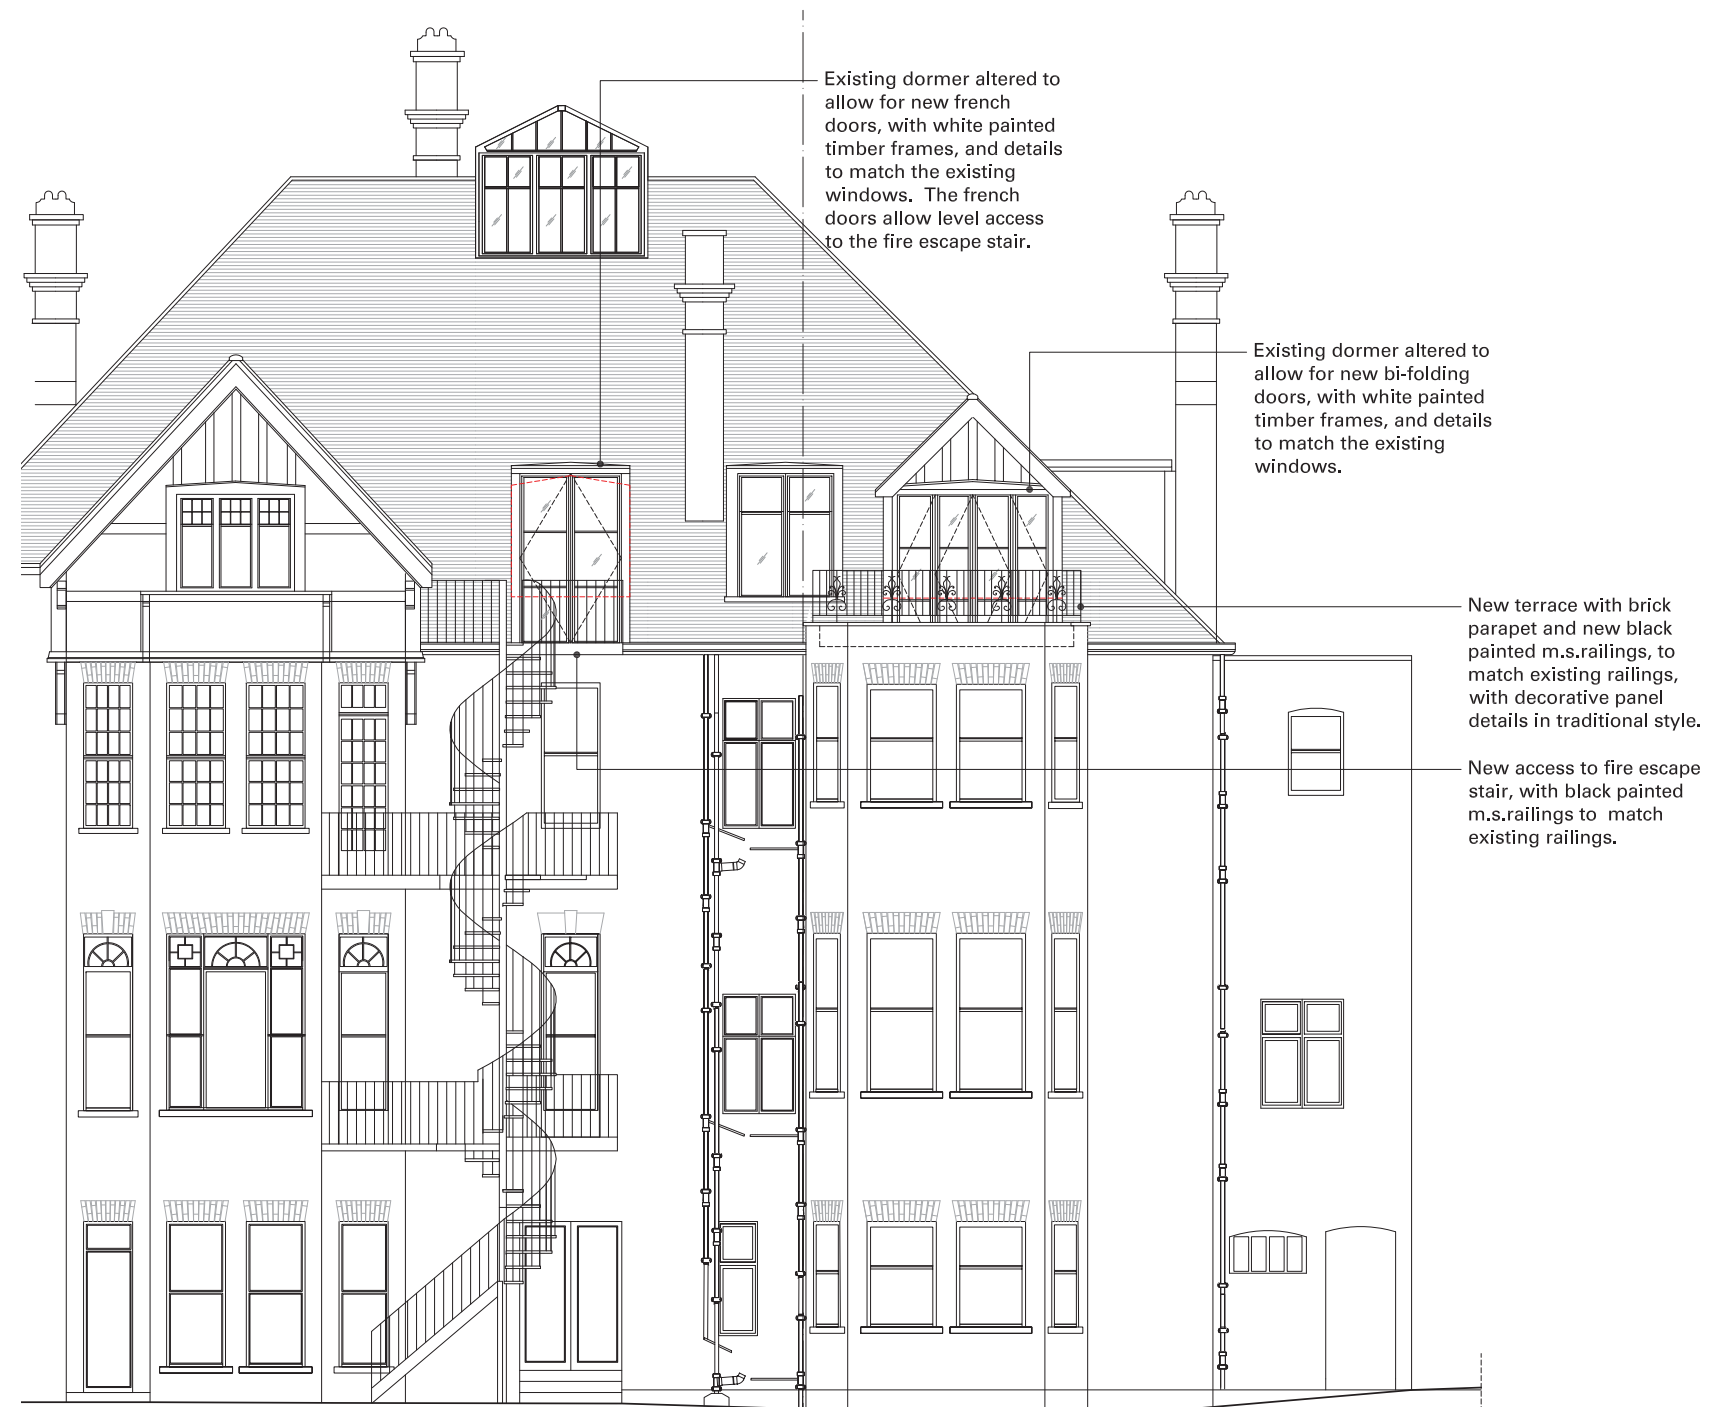 Existing dormer altered to
allow for new french
doors, with white painted
timber frames, and details
to match the existing
windows.  The french
doors allow level access
to the fire escape stair.
Existing dormer altered to
allow for new bi-folding
doors, with white painted
timber frames, and details
to match the existing
windows.
New terrace with brick
parapet and new black
painted m.s.railings, to
match existing railings,
with decorative panel
details in traditional style.
New access to fire escape
stair, with black painted
m.s.railings to  match
existing railings.